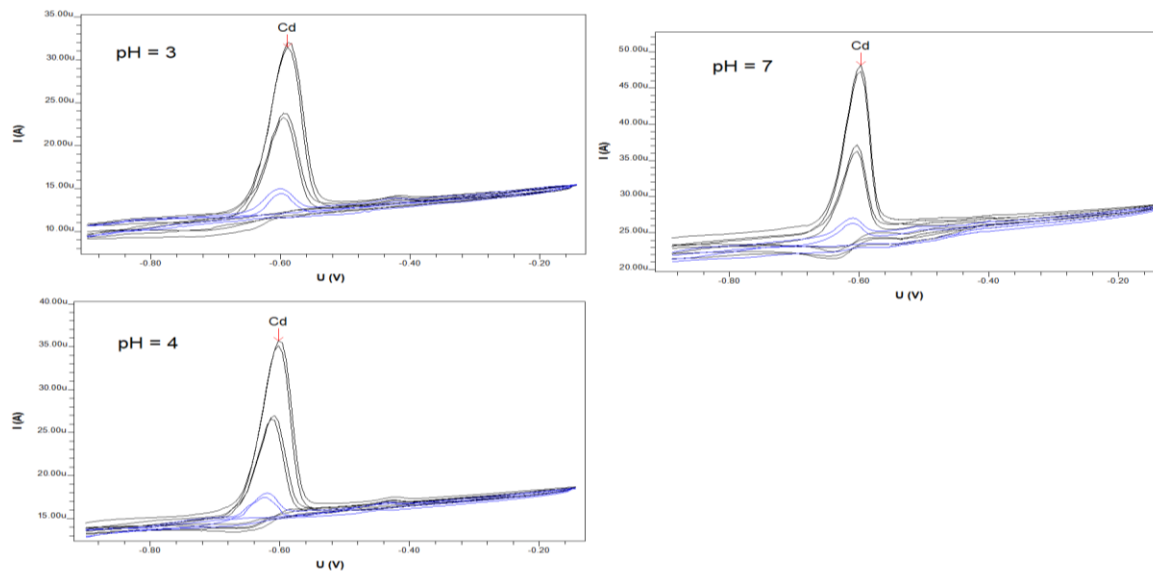 35.00u
30.00u
25.00u
20.00u
15.00u
10.00u
I (A)
pH = 3
Cd
-0.80
-0.60
-0.40
-0.20
U (V)
50.00u
45.00u
40.00u
35.00u
30.00u
25.00u
20.00u
I (A)
pH = 7
Cd
-0.80
-0.60
-0.40
-0.20
U (V)
40.00u
35.00u
30.00u
25.00u
20.00u
15.00u
I (A)
pH = 4
Cd
-0.80
-0.60
-0.40
-0.20
U (V)